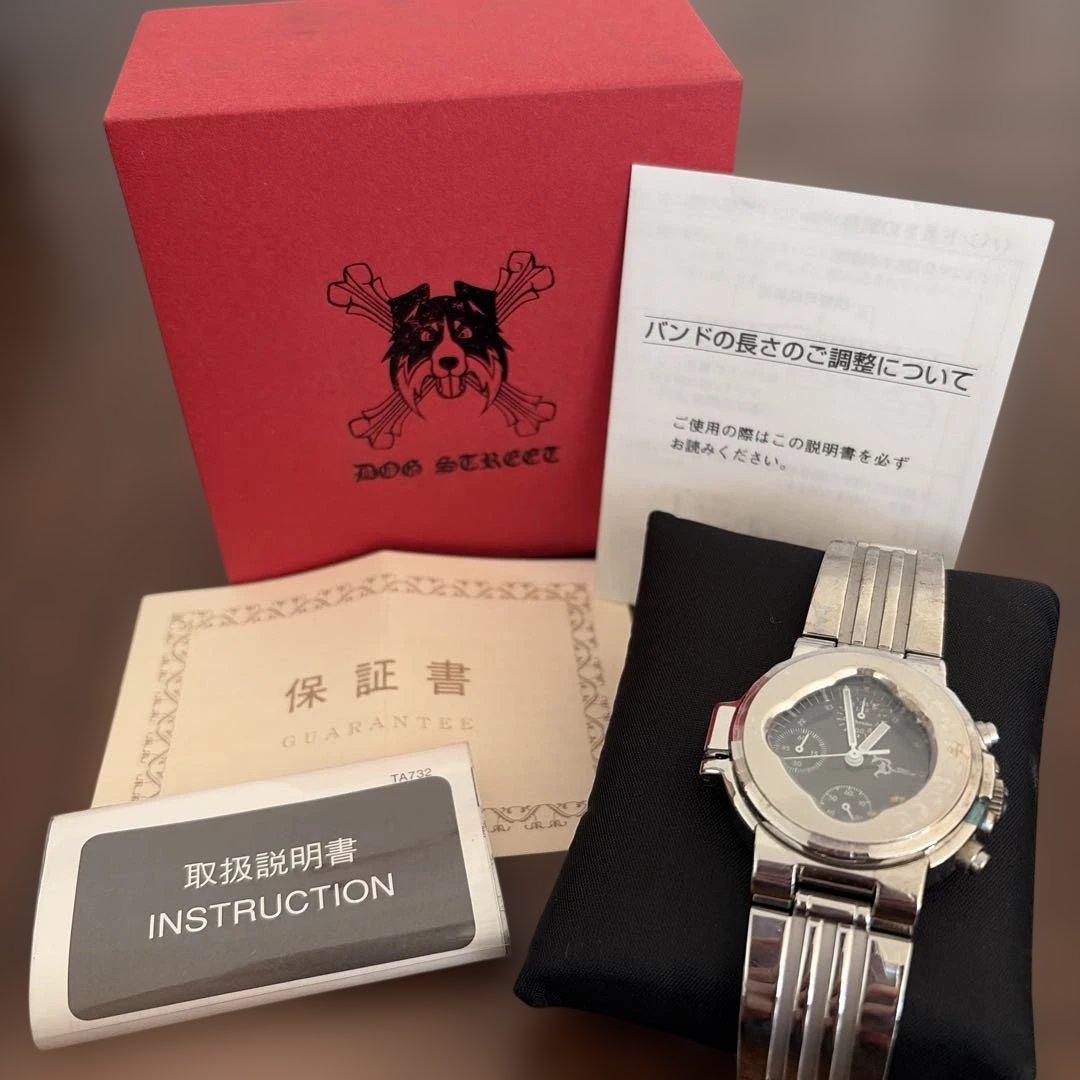 DOG STREET
バンドの長さのご調整について
ご使用の際はこの説明書を必ず
お読みください。
保証書
GUARANTEE
TA732
取扱説明書
INSTRUCTION